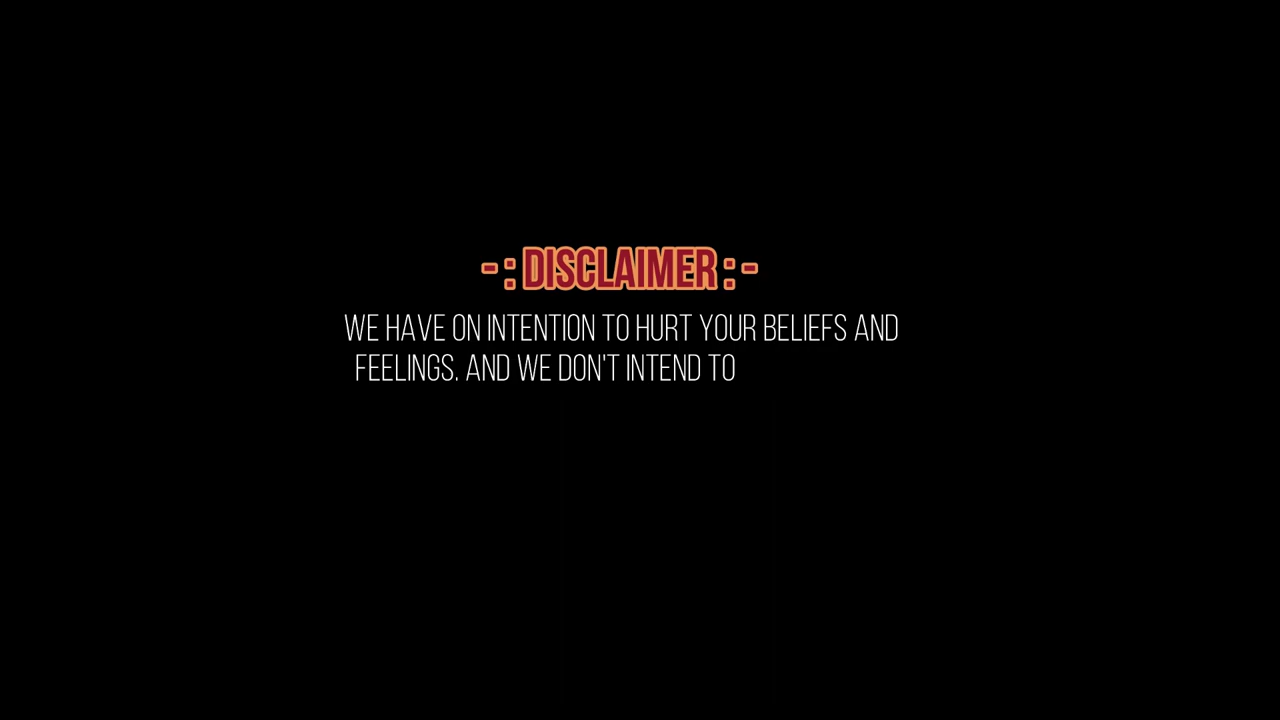 -: DISCLAIMER :-
WE HAVE ON INTENTION TO HURT YOUR BELIEFS AND
FEELINGS. AND WE DON'T INTEND TO